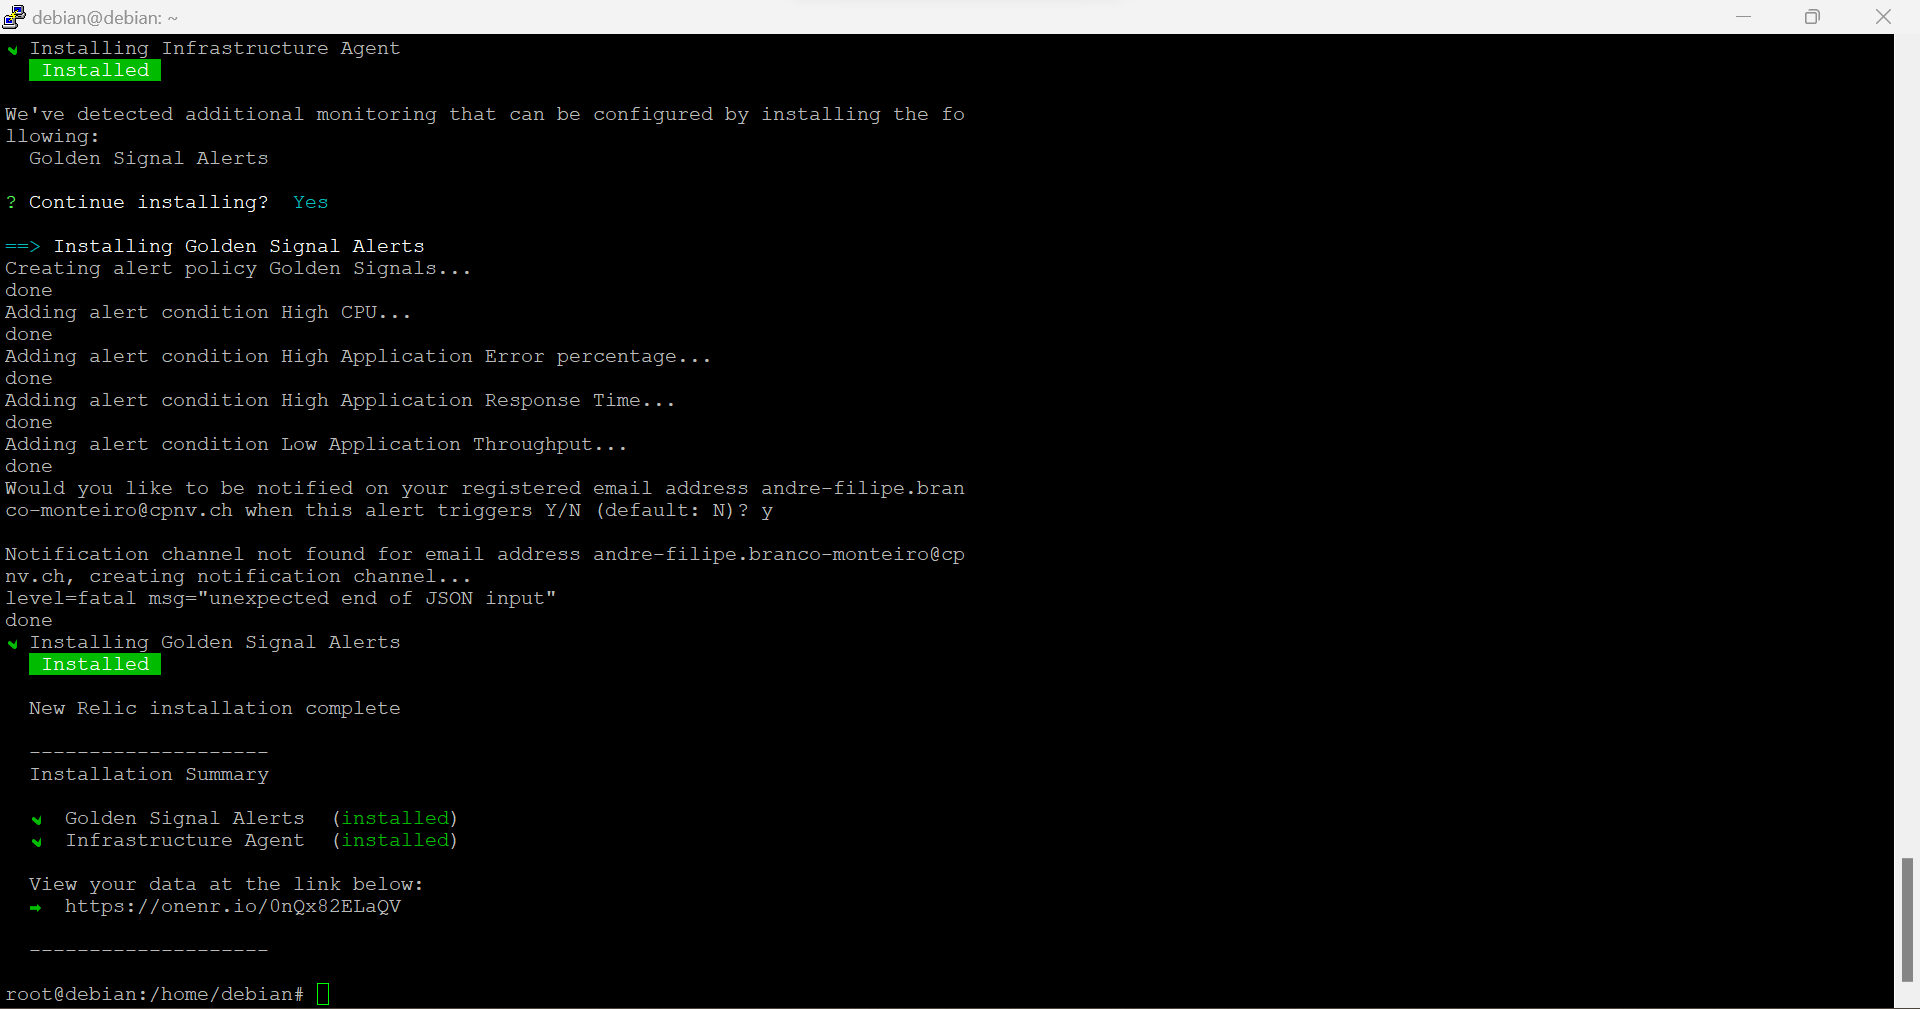 debian@debian: ~
✔ Installing Infrastructure Agent
Installed
We've detected additional monitoring that can be configured by installing the fo
llowing:
Golden Signal Alerts
? Continue installing?  Yes
==> Installing Golden Signal Alerts
Creating alert policy Golden Signals...
done
Adding alert condition High CPU...
done
Adding alert condition High Application Error percentage...
done
Adding alert condition High Application Response Time...
done
Adding alert condition Low Application Throughput...
done
Would you like to be notified on your registered email address andre-filipe.bran
co-monteiro@cpnv.ch when this alert triggers Y/N (default: N)? y
Notification channel not found for email address andre-filipe.branco-monteiro@cp
nv.ch, creating notification channel...
level=fatal msg="unexpected end of JSON input"
done
✔ Installing Golden Signal Alerts
Installed
New Relic installation complete
--------------------
Installation Summary
✔  Golden Signal Alerts  (installed)
✔  Infrastructure Agent  (installed)
View your data at the link below:
➡  https://onenr.io/0nQx82ELaQV
--------------------
root@debian:/home/debian#